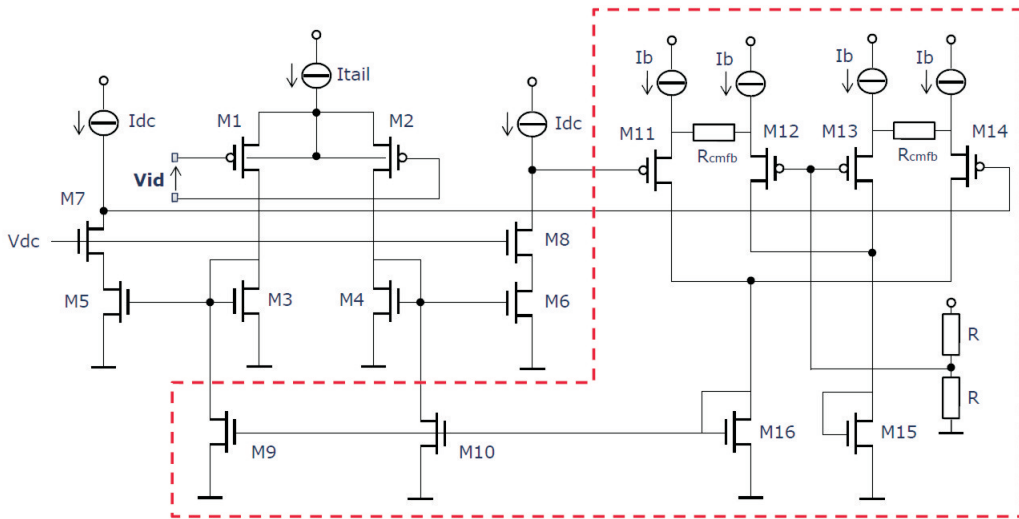 Ib
Ib
Ib
Ib
Itail
Idc
Idc
M1
M2
M11
M12
M13
M14
Rcmfb
Rcmfb
Vid
M7
Vdc
M8
M5
M3
M4
M6
R
R
M9
M10
M16
M15